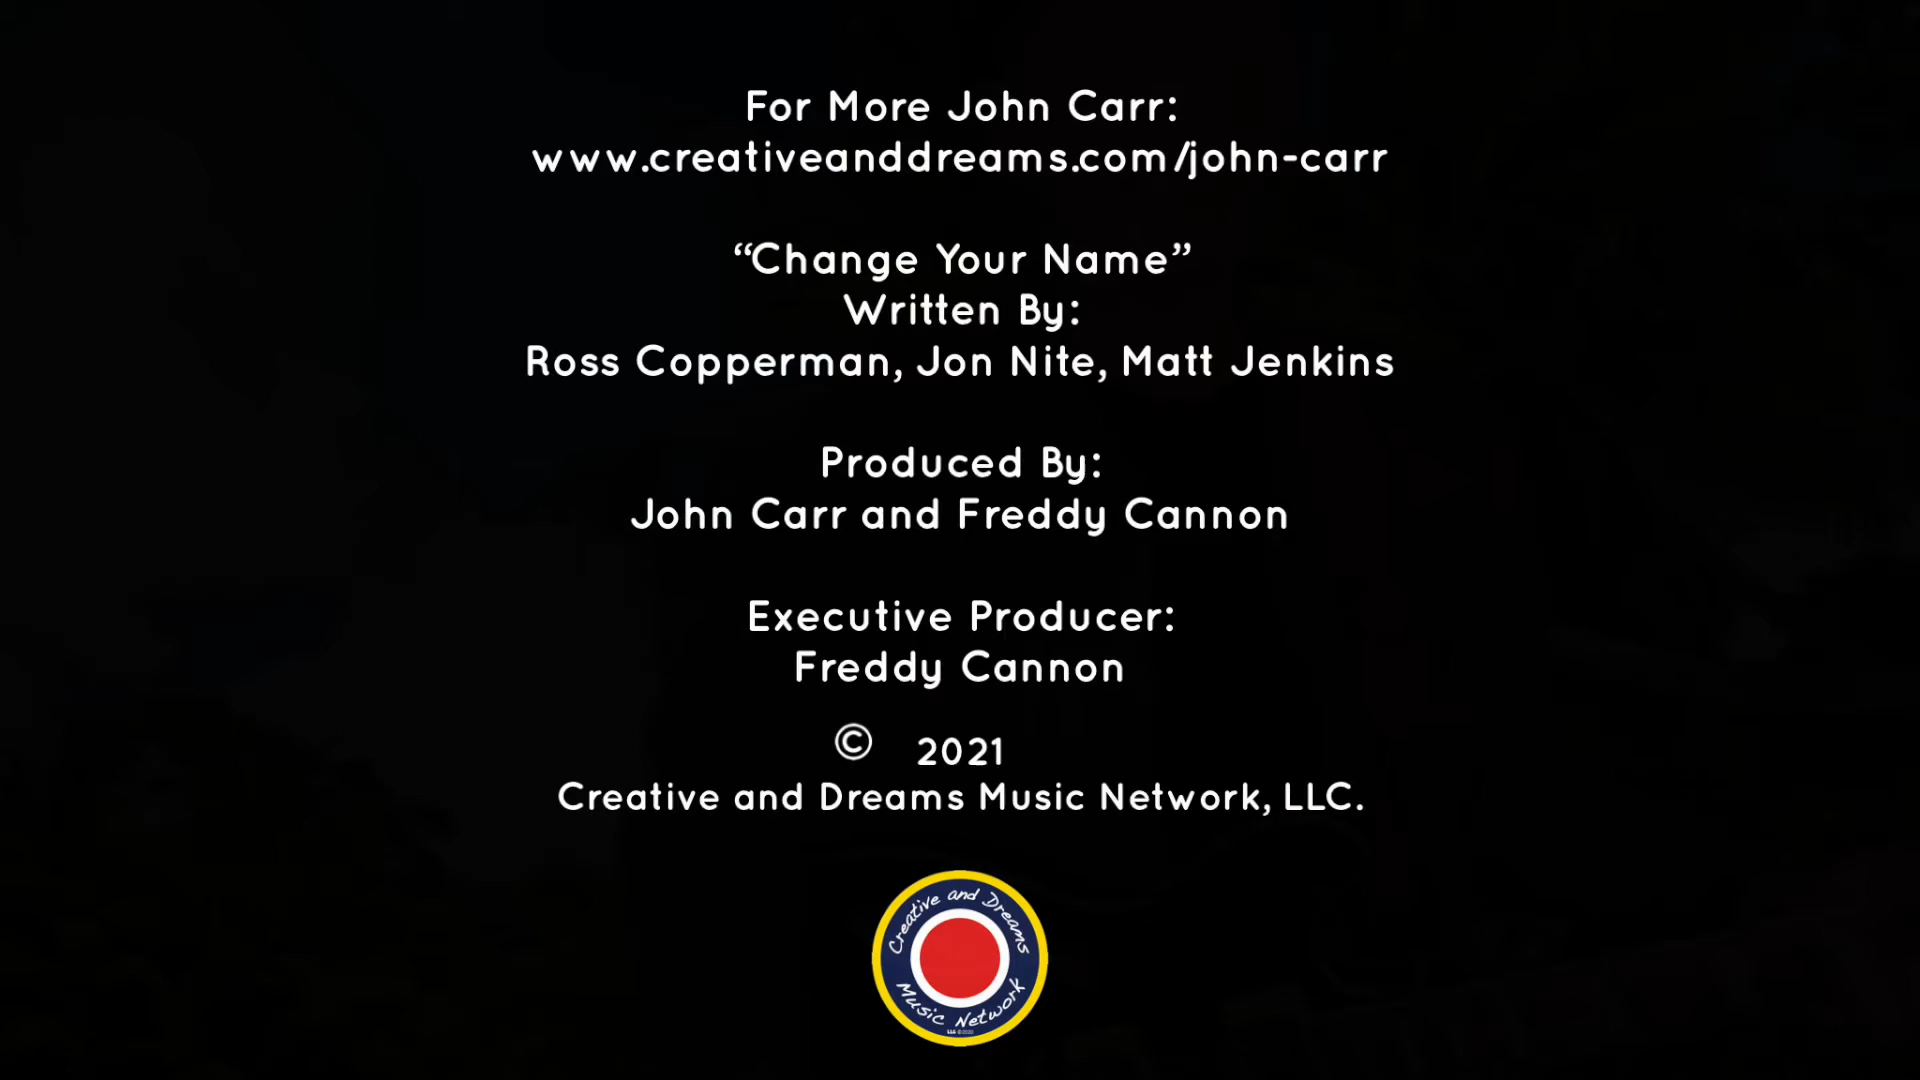 For More John Carr:
www.creativeanddreams.com/john-carr
“Change Your Name”
Written By:
Ross Copperman, Jon Nite, Matt Jenkins
Produced By:
John Carr and Freddy Cannon
Executive Producer:
Freddy Cannon
© 2021
Creative and Dreams Music Network, LLC.
Creative and Dreams
Music Network
LLC ©2020